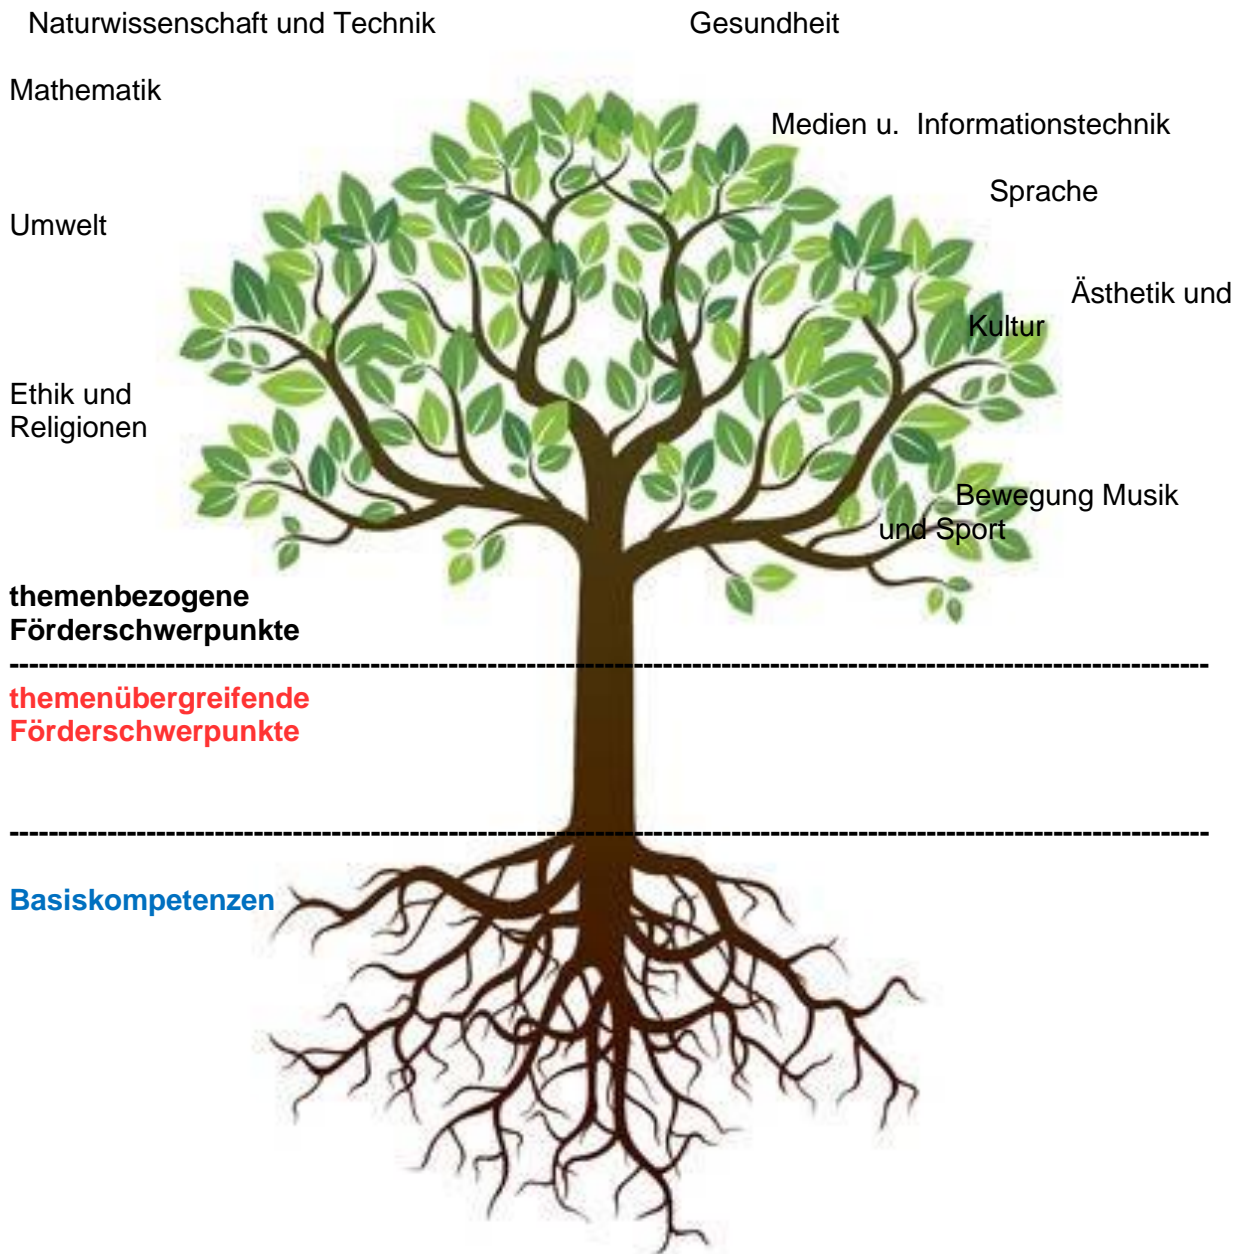 Naturwissenschaft und Technik Gesundheit
Mathematik
Medien u. Informationstechnik
Sprache
Umwelt
Ästhetik und
Kultur
Ethik und
Religionen
Bewegung Musik
und Sport
themenbezogene
Förderschwerpunkte
themenübergreifende
Förderschwerpunkte
Basiskompetenzen